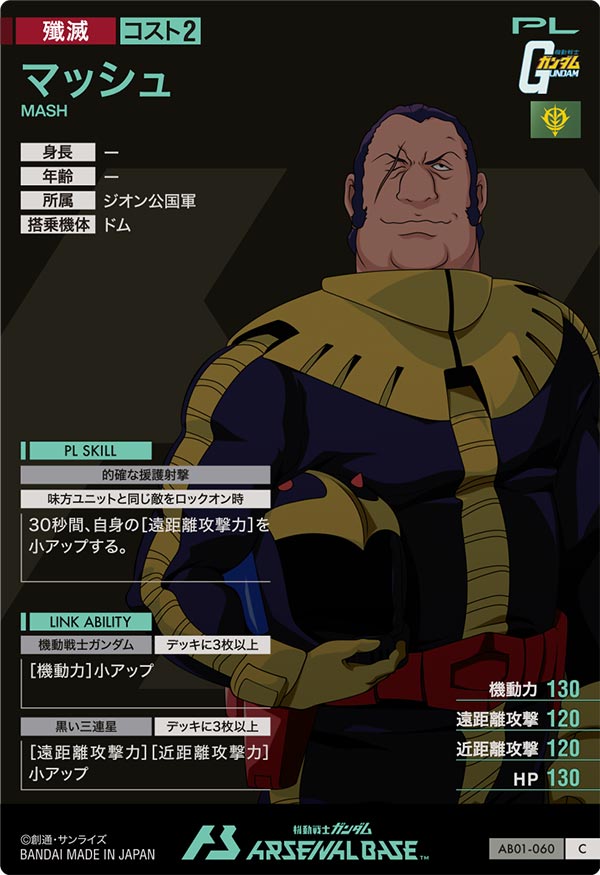 殲滅 コスト2
PL
機動戦士
ガンダム
GUNDAM
マッシュ
MASH
身長 ー
年齢 ー
所属 ジオン公国軍
搭乗機体 ドム
PL SKILL
的確な援護射撃
味方ユニットと同じ敵をロックオン時
30秒間、自身の[遠距離攻撃力]を
小アップする。
LINK ABILITY
機動戦士ガンダム デッキに3枚以上
[機動力]小アップ
黒い三連星 デッキに3枚以上
[遠距離攻撃力][近距離攻撃力]
小アップ
機動力 130
遠距離攻撃 120
近距離攻撃 120
HP 130
©創通・サンライズ
BANDAI MADE IN JAPAN
機動戦士ガンダム
ARSENAL BASE™
AB01-060 C